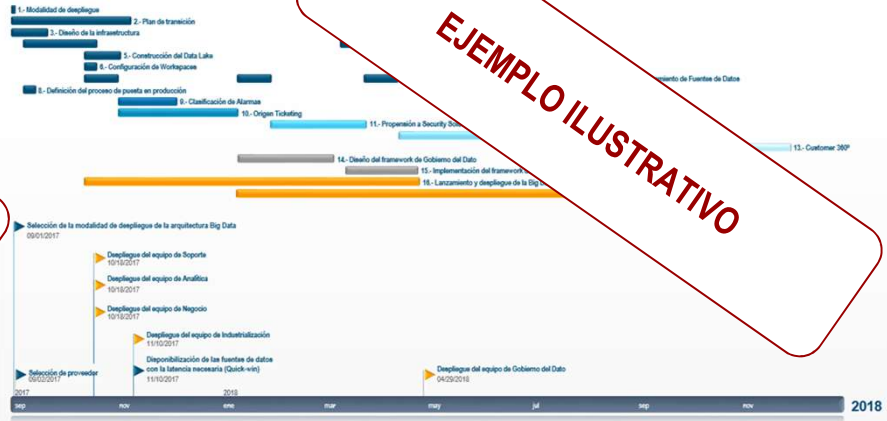 1.- Modalidad de despliegue
2.- Plan de transición
3.- Diseño de la infraestructura
5.- Construcción del Data Lake
6.- Configuración de Workspaces
miento de Fuentes de Datos
8.- Definición del proceso de puesta en producción
9.- Clasificación de Alarmas
10.- Origen Ticketing
11.- Propensión a Security
13.- Customer 360º
14.- Diseño del framework de Gobierno del Dato
15.- Implementación del framework
16.- Lanzamiento y despliegue de la Big
EJEMPLO ILUSTRATIVO
Selección de la modalidad de despliegue de la arquitectura Big Data
09/01/2017
Despliegue del equipo de Soporte
10/18/2017
Despliegue del equipo de Analítica
10/18/2017
Despliegue del equipo de Negocio
10/18/2017
Despliegue del equipo de Industrialización
11/10/2017
Disponibilización de las fuentes de datos
con la latencia necesaria (Quick-win)
11/10/2017
Selección de proveedor
09/02/2017
Despliegue del equipo de Gobierno del Dato
04/29/2018
2017 2018
sep nov ene mar may jul sep nov 2018